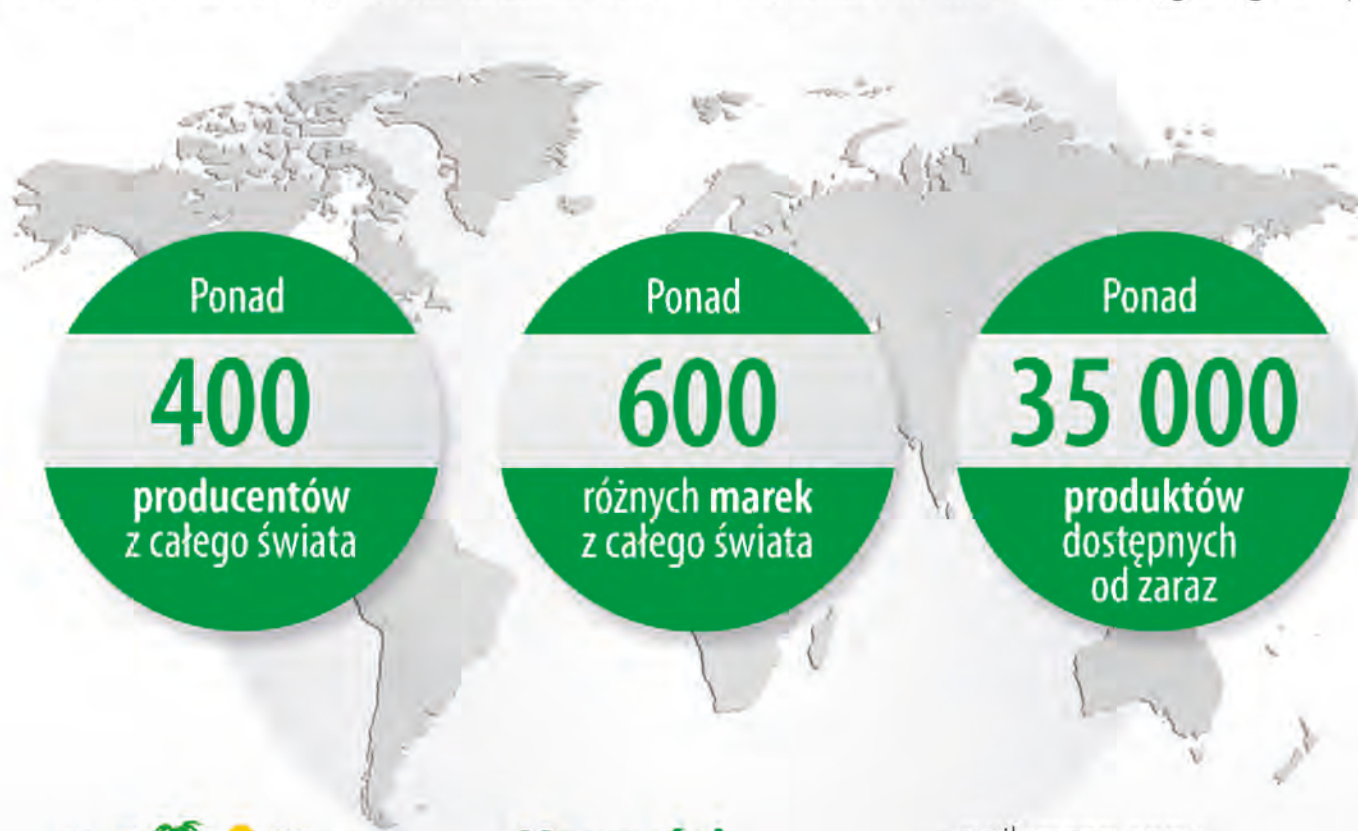 Ponad
400
producentów
z całego świata
Ponad
600
różnych marek
z całego świata
Ponad
35 000
produktów
dostępnych
od zaraz